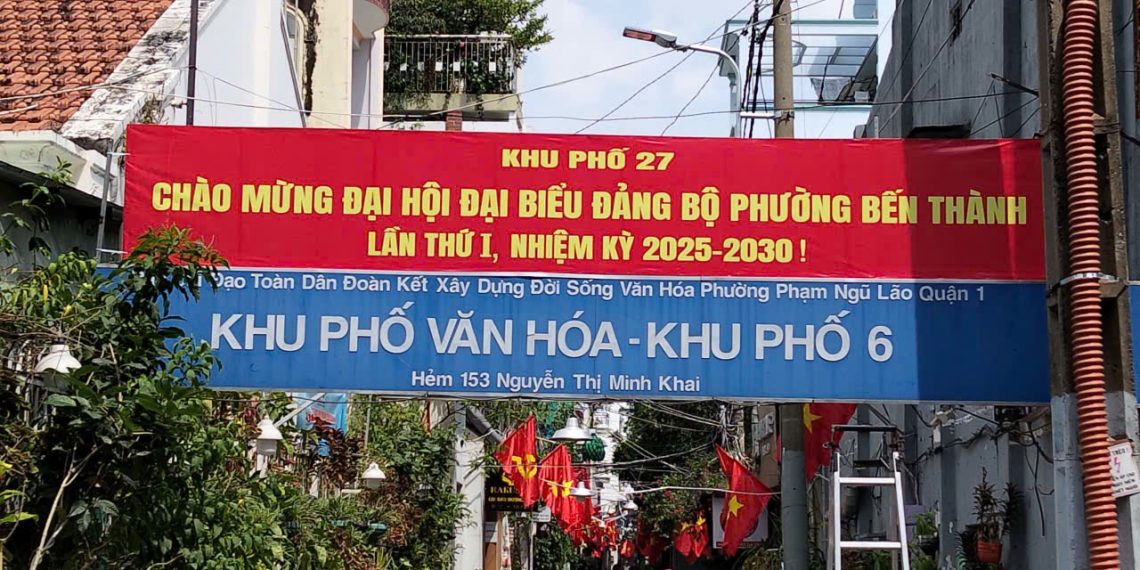 KHU PHỐ 27
CHÀO MỪNG ĐẠI HỘI ĐẠI BIỂU ĐẢNG BỘ PHƯỜNG BẾN THÀNH
LẦN THỨ I, NHIỆM KỲ 2025-2030 !
Đạo Toàn Dân Đoàn Kết Xây Dựng Đời Sống Văn Hóa Phường Phạm Ngũ Lão Quận 1
KHU PHỐ VĂN HÓA - KHU PHỐ 6
Hẻm 153 Nguyễn Thị Minh Khai